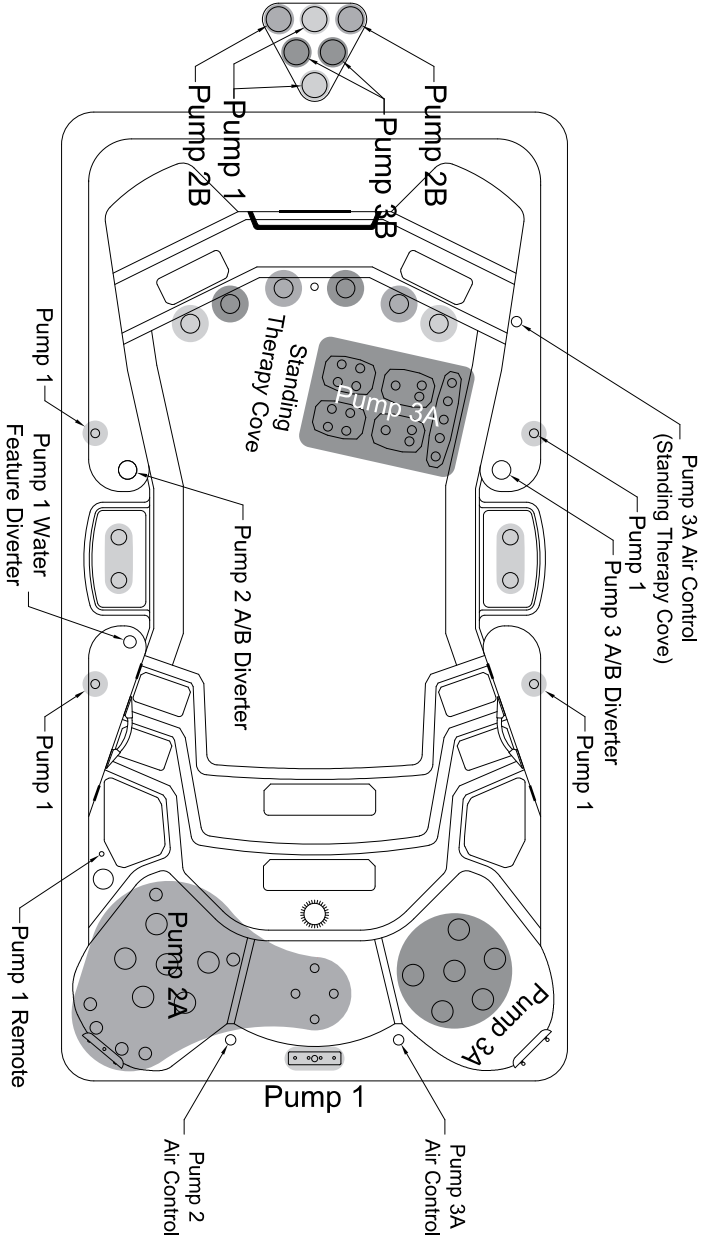 Pump 2B
Pump 1
Pump 3B
Pump 2B
Standing
Therapy Cove
Pump 3A
Pump 3A Air Control
(Standing Therapy Cove)
Pump 1
Pump 3 A/B Diverter
Pump 1
Pump 1
Pump 1 Water
Feature Diverter
Pump 2 A/B Diverter
Pump 1
Pump 1 Remote
Pump 2A
Pump 3A
Pump 1
Pump 2
Air Control
Pump 3A
Air Control